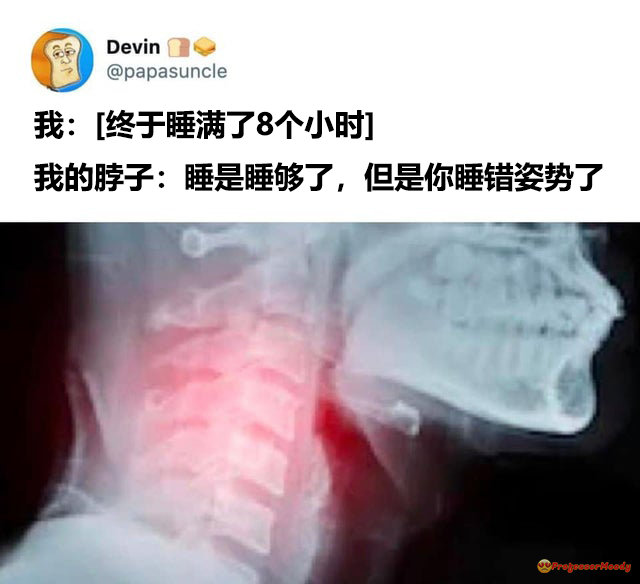 Devin
@papasuncle
我：[终于睡满了8个小时]
我的脖子：睡是睡够了，但是你睡错姿势了
ProfessorMeody